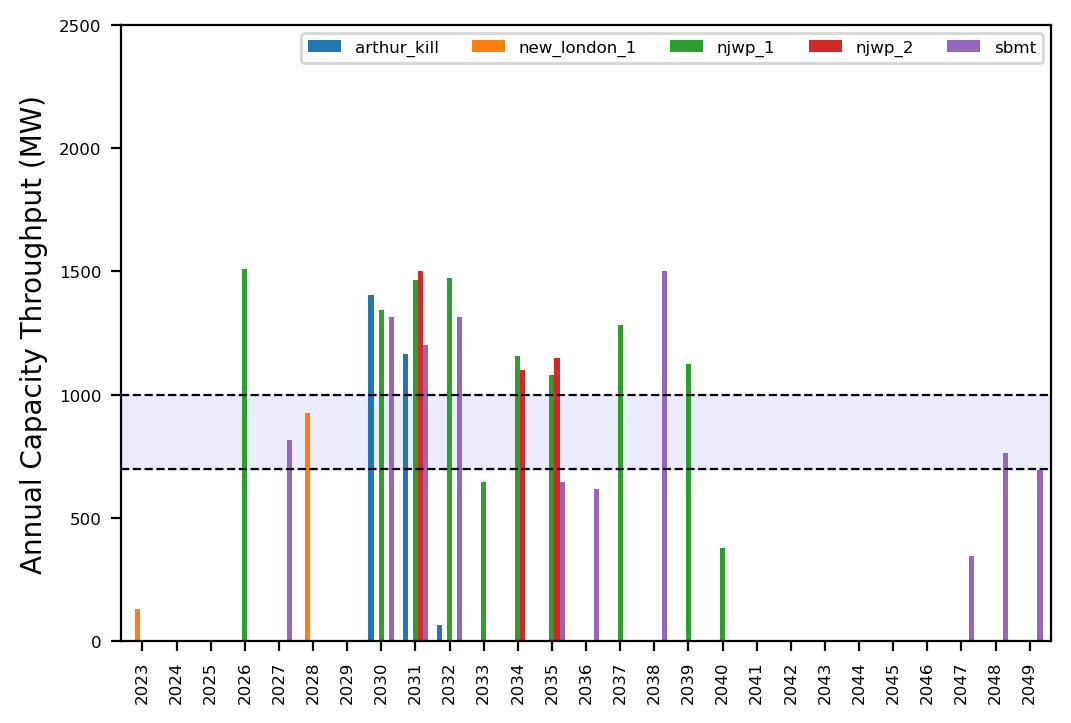 2500
arthur_kill new_london_1 njwp_1 njwp_2 sbmt
2000
1500
1000
500
0
Annual Capacity Throughput (MW)
2023 2024 2025 2026 2027 2028 2029 2030 2031 2032 2033 2034 2035 2036 2037 2038 2039 2040 2041 2042 2043 2044 2045 2046 2047 2048 2049